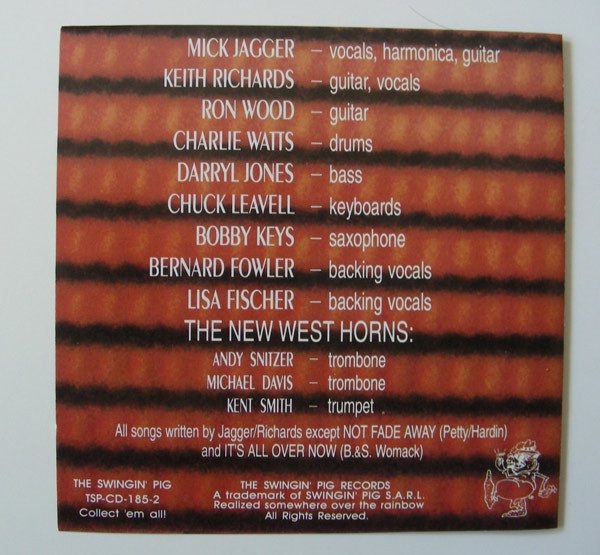 MICK JAGGER – vocals, harmonica, guitar
KEITH RICHARDS – guitar, vocals
RON WOOD – guitar
CHARLIE WATTS – drums
DARRYL JONES – bass
CHUCK LEAVELL – keyboards
BOBBY KEYS – saxophone
BERNARD FOWLER – backing vocals
LISA FISCHER – backing vocals
THE NEW WEST HORNS:
ANDY SNITZER – trombone
MICHAEL DAVIS – trombone
KENT SMITH – trumpet
All songs written by Jagger/Richards except NOT FADE AWAY (Petty/Hardin)
and IT'S ALL OVER NOW (B.&S. Womack)
THE SWINGIN' PIG
TSP-CD-185-2
Collect 'em all!
THE SWINGIN' PIG RECORDS
A trademark of SWINGIN' PIG S.A.R.L.
Realized somewhere over the rainbow
All Rights Reserved.